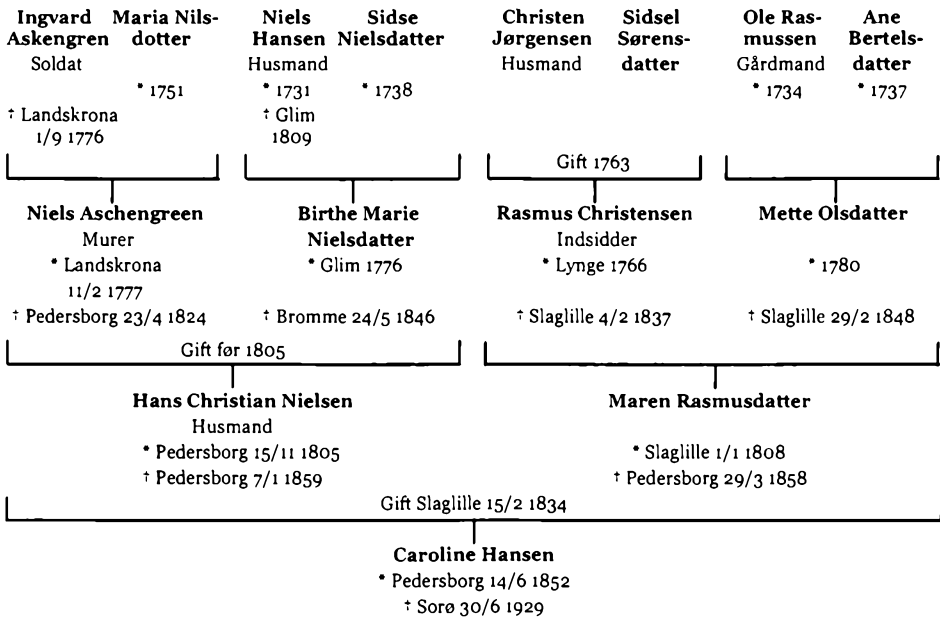 Ingvard Maria Nils- Niels Sidse Christen Sidsel Ole Ras- Ane
Askengren dotter Hansen Nielsdatter Jørgensen Sørens- mussen Bertels-
Soldat Husmand Husmand datter Gårdmand datter
* 1751 * 1731 * 1738 * 1734 * 1737
† Landskrona † Glim
1/9 1776 1809
Gift 1763
Niels Aschengreen Birthe Marie Rasmus Christensen Mette Olsdatter
Murer Nielsdatter Indsidder
* Landskrona * Glim 1776 * Lynge 1766 * 1780
11/2 1777
† Pedersborg 23/4 1824 † Bromme 24/5 1846 † Slaglille 4/2 1837 † Slaglille 29/2 1848
Gift før 1805
Hans Christian Nielsen Maren Rasmusdatter
Husmand
* Pedersborg 15/11 1805 * Slaglille 1/1 1808
† Pedersborg 7/1 1859 † Pedersborg 29/3 1858
Gift Slaglille 15/2 1834
Caroline Hansen
* Pedersborg 14/6 1852
† Sorø 30/6 1929